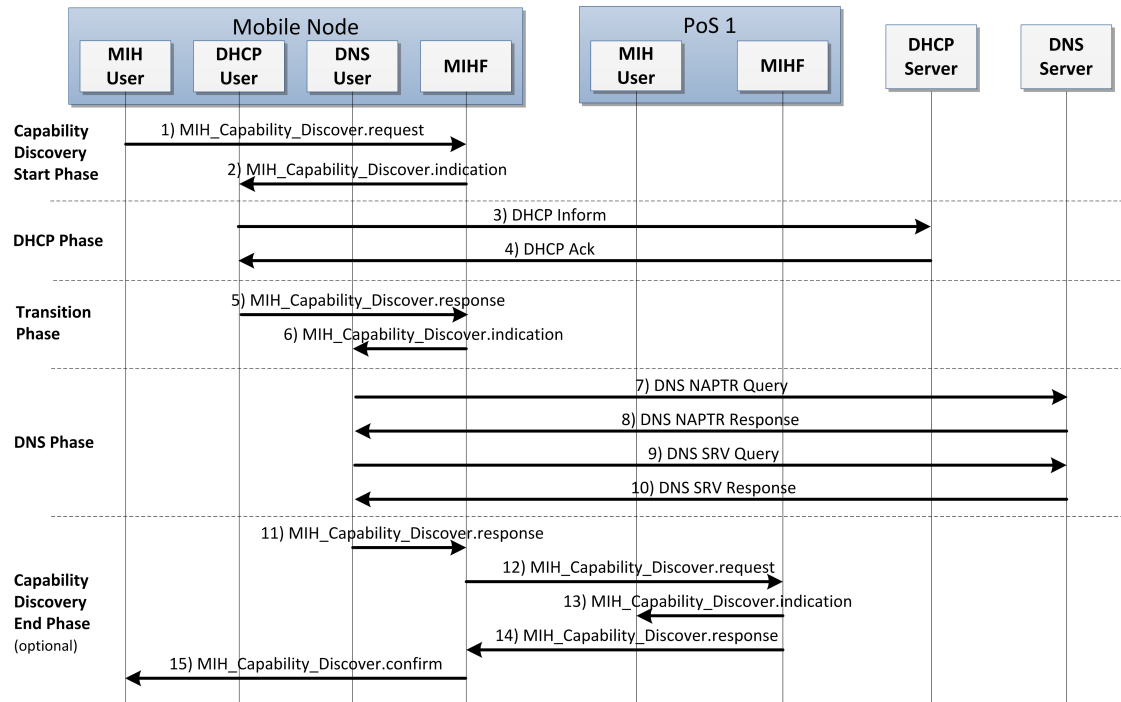 Mobile Node
PoS 1
MIH
User
DHCP
User
DNS
User
MIHF
MIH
User
MIHF
DHCP
Server
DNS
Server
Capability
Discovery
Start Phase
1) MIH_Capability_Discover.request
2) MIH_Capability_Discover.indication
DHCP Phase
3) DHCP Inform
4) DHCP Ack
Transition
Phase
5) MIH_Capability_Discover.response
6) MIH_Capability_Discover.indication
DNS Phase
7) DNS NAPTR Query
8) DNS NAPTR Response
9) DNS SRV Query
10) DNS SRV Response
Capability
Discovery
End Phase
(optional)
11) MIH_Capability_Discover.response
12) MIH_Capability_Discover.request
13) MIH_Capability_Discover.indication
14) MIH_Capability_Discover.response
15) MIH_Capability_Discover.confirm